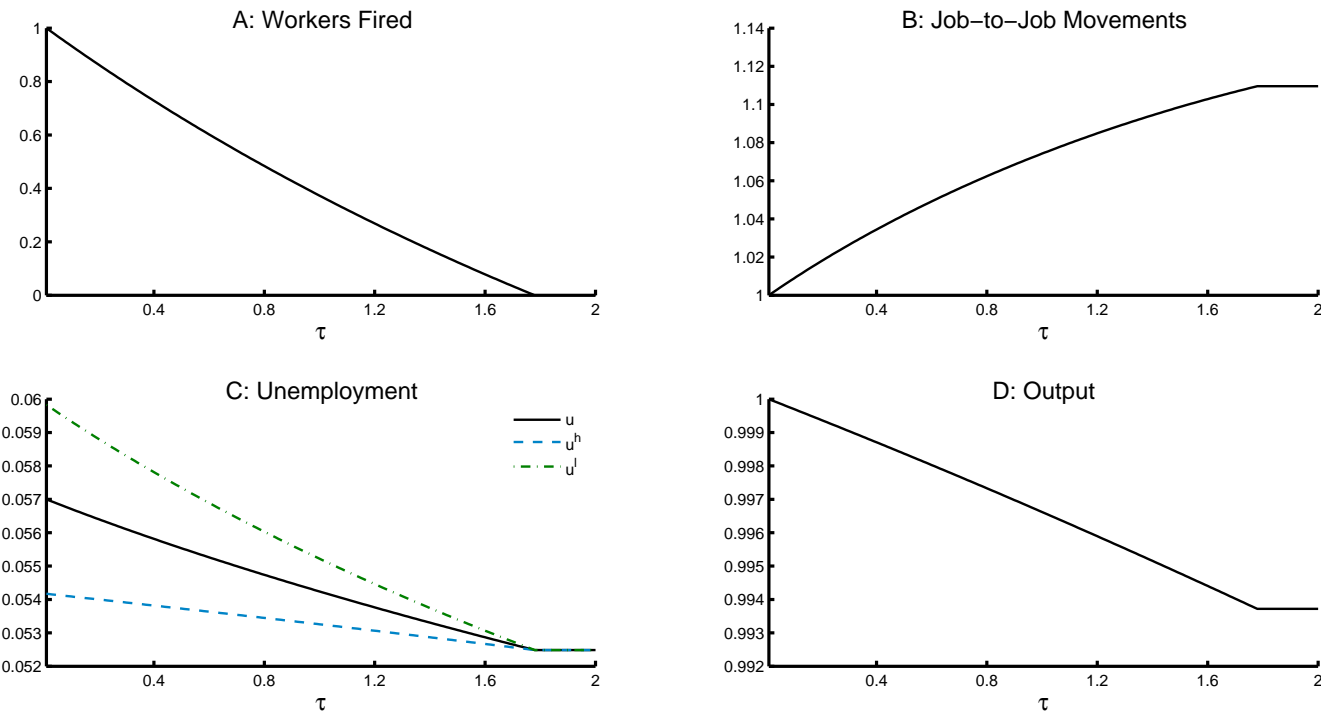 A: Workers Fired
1
0.8
0.6
0.4
0.2
0
0.4 0.8 1.2 1.6 2
τ
B: Job−to−Job Movements
1.14
1.12
1.1
1.08
1.06
1.04
1.02
1
0.4 0.8 1.2 1.6 2
τ
C: Unemployment
0.06
0.059
0.058
0.057
0.056
0.055
0.054
0.053
0.052
0.4 0.8 1.2 1.6 2
τ
u
u^h
u^l
D: Output
1
0.999
0.998
0.997
0.996
0.995
0.994
0.993
0.992
0.4 0.8 1.2 1.6 2
τ